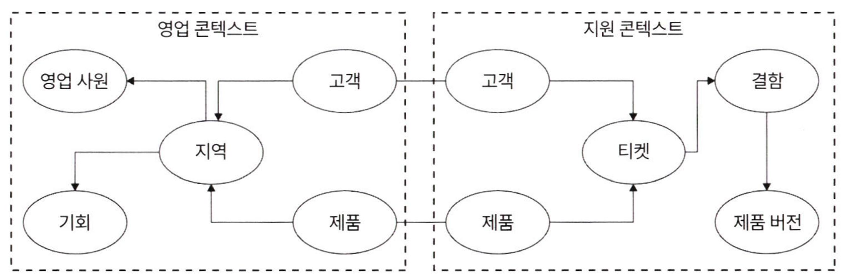 영업 콘텍스트
지원 콘텍스트
영업 사원
고객
고객
결함
지역
티켓
기회
제품
제품
제품 버전